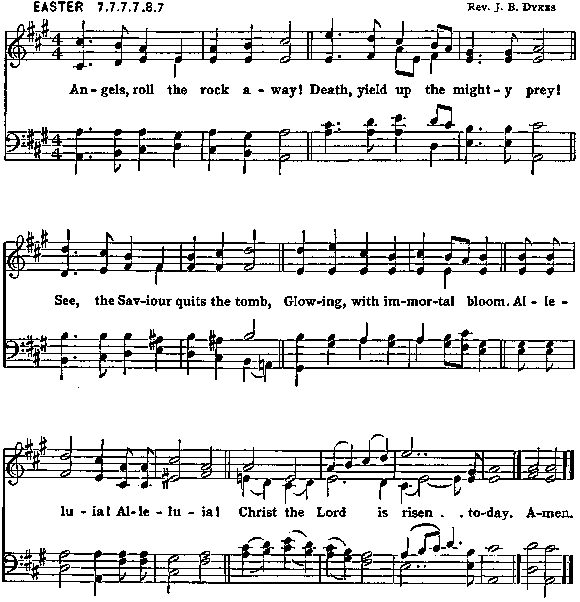 EASTER 7.7.7.7.8.7 Rev. J. B. Dykes
An-gels, roll the rock a-way! Death, yield up the might-y prey!
See, the Sav-iour quits the tomb, Glow-ing, with im-mor-tal bloom. Al-le-
lu-ia! Al-le-lu-ia! Christ the Lord is risen . . to-day. A-men.